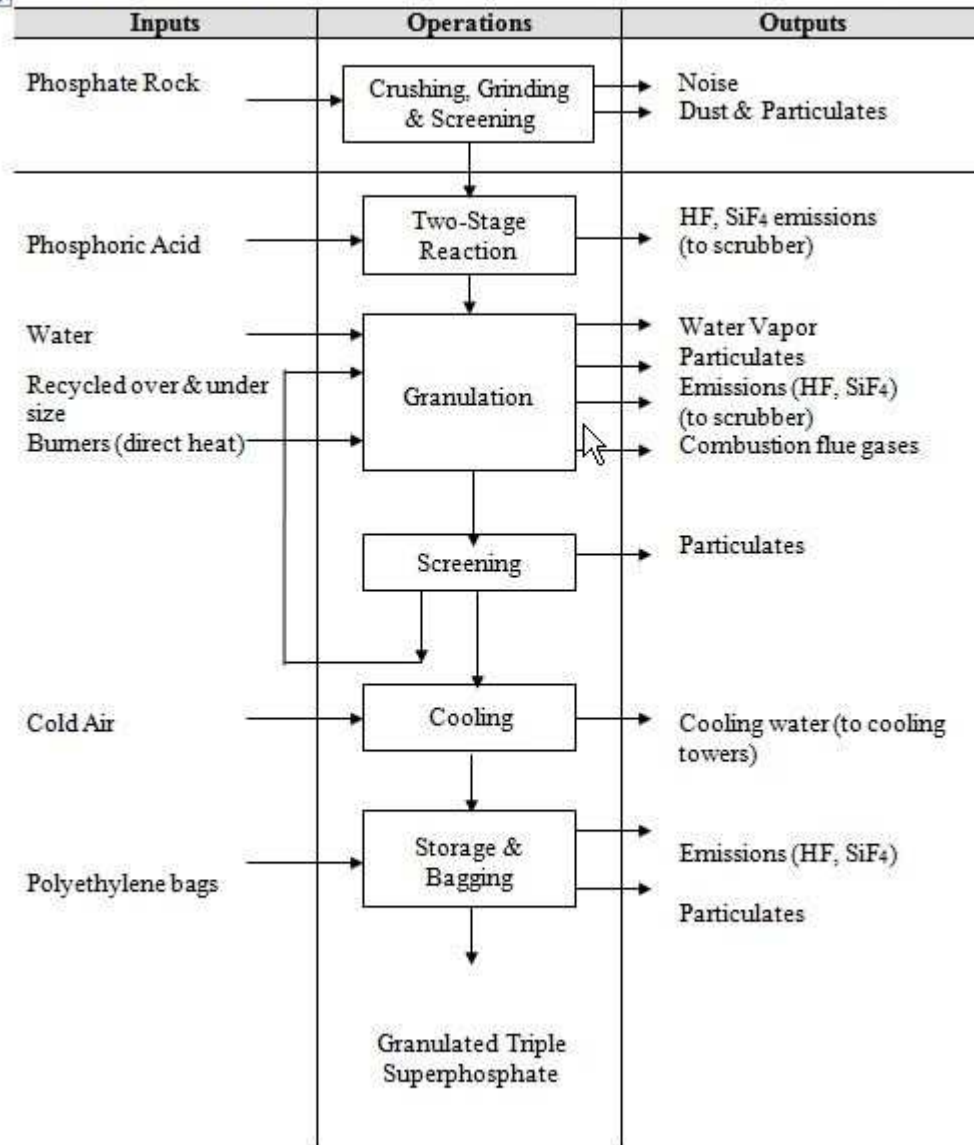 Inputs
Operations
Outputs
Phosphate Rock
Crushing, Grinding
& Screening
Noise
Dust & Particulates
Phosphoric Acid
Two-Stage
Reaction
HF, SiF₄ emissions
(to scrubber)
Water
Recycled over & under
size
Burners (direct heat)
Granulation
Water Vapor
Particulates
Emissions (HF, SiF₄)
(to scrubber)
Combustion flue gases
Screening
Particulates
Cold Air
Cooling
Cooling water (to cooling
towers)
Polyethylene bags
Storage &
Bagging
Emissions (HF, SiF₄)
Particulates
Granulated Triple
Superphosphate